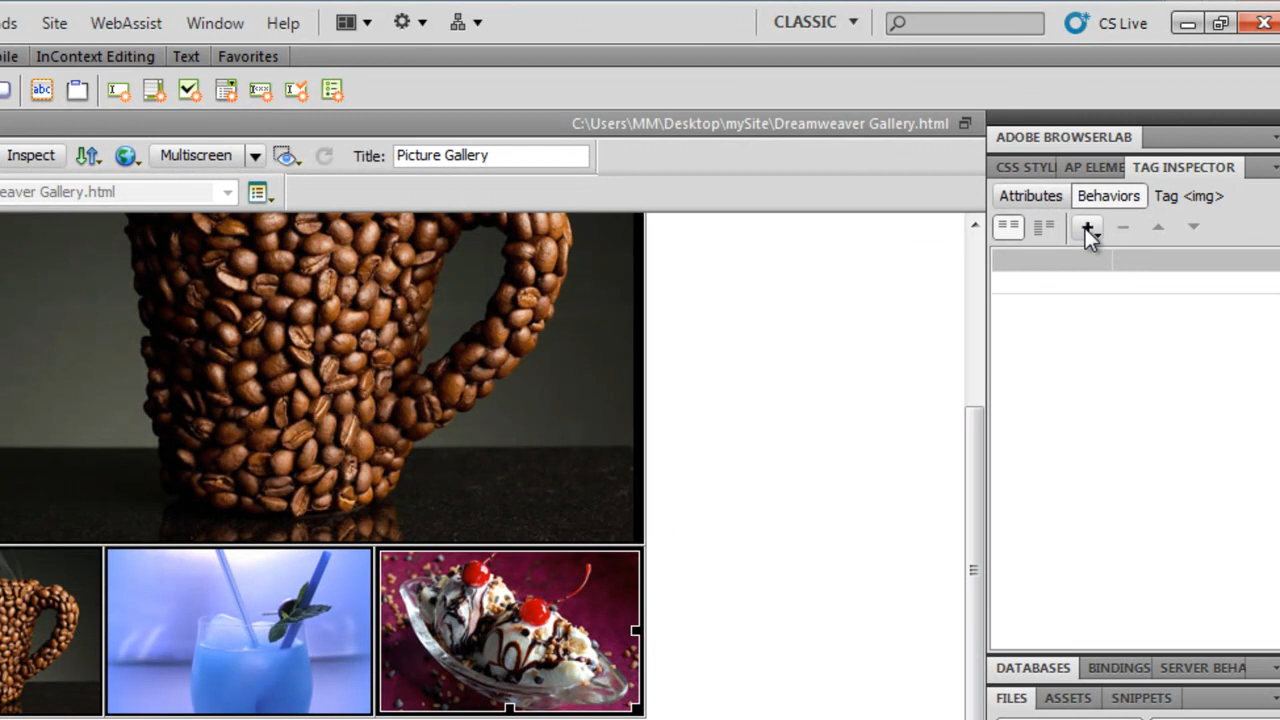 ds Site WebAssist Window Help CLASSIC CS Live
ile InContext Editing Text Favorites
abc
C:\Users\MM\Desktop\mySite\Dreamweaver Gallery.html
ADOBE BROWSERLAB
Inspect Multiscreen Title: Picture Gallery
CSS STYL AP ELEME TAG INSPECTOR
eaver Gallery.html
Attributes Behaviors Tag <img>
DATABASES BINDINGS SERVER BEHA
FILES ASSETS SNIPPETS